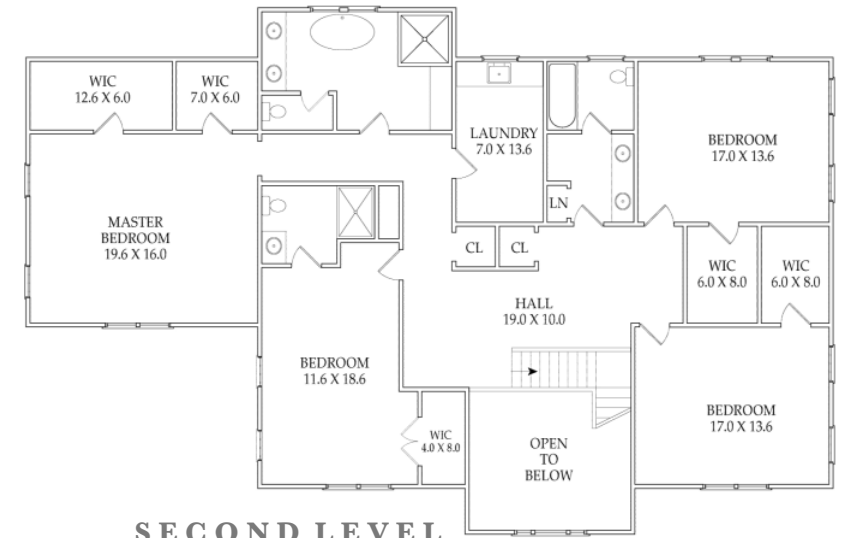 WIC
12.6 X 6.0
WIC
7.0 X 6.0
LAUNDRY
7.0 X 13.6
BEDROOM
17.0 X 13.6
LN
MASTER
BEDROOM
19.6 X 16.0
CL
CL
WIC
6.0 X 8.0
WIC
6.0 X 8.0
HALL
19.0 X 10.0
BEDROOM
11.6 X 18.6
BEDROOM
17.0 X 13.6
WIC
4.0 X 8.0
OPEN
TO
BELOW
SECOND LEVEL